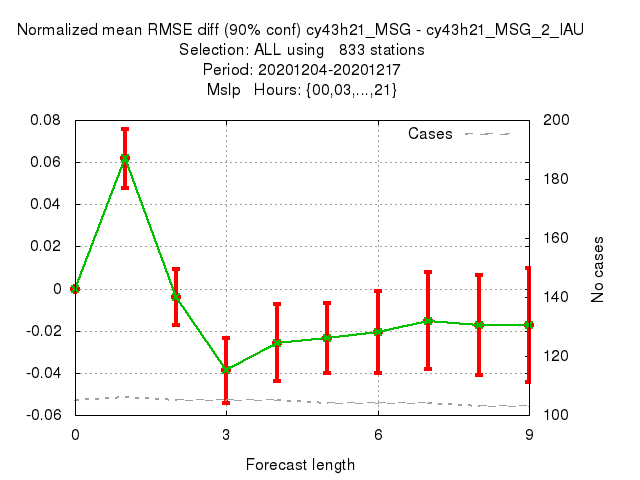 Normalized mean RMSE diff (90% conf) cy43h21_MSG - cy43h21_MSG_2_IAU
Selection: ALL using   833 stations
Period: 20201204-20201217
Mslp   Hours: {00,03,...,21}
Cases
0.08
0.06
0.04
0.02
0
-0.02
-0.04
-0.06
200
180
160
140
120
100
No cases
0 3 6 9
Forecast length